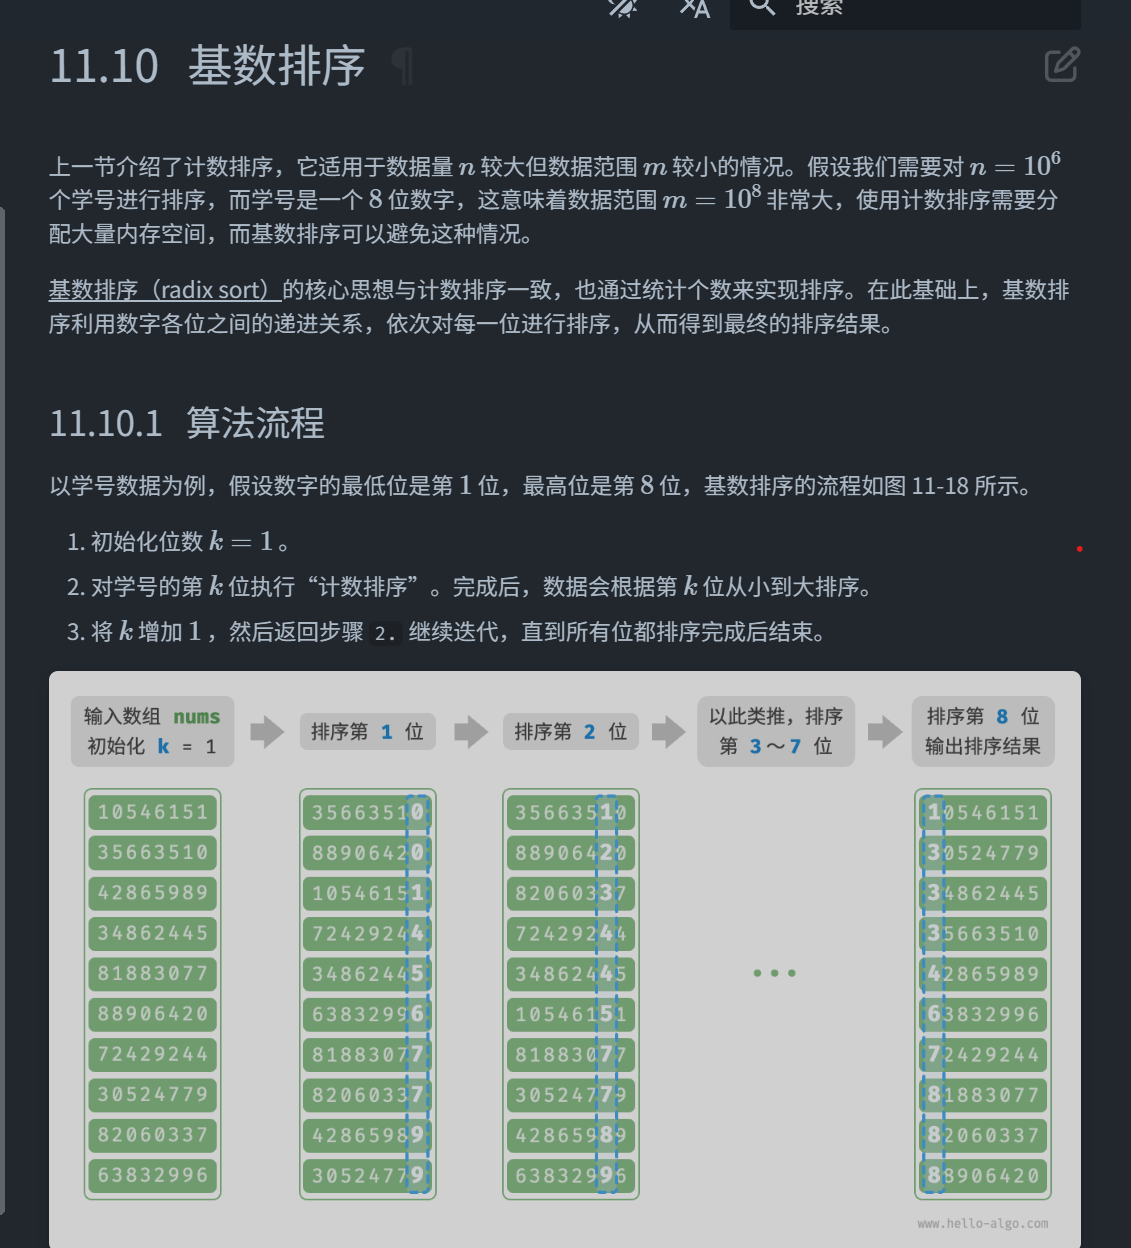 搜索
11.10 基数排序 ¶
上一节介绍了计数排序，它适用于数据量 n 较大但数据范围 m 较小的情况。假设我们需要对 n = 10⁶
个学号进行排序，而学号是一个 8 位数字，这意味着数据范围 m = 10⁸ 非常大，使用计数排序需要分
配大量内存空间，而基数排序可以避免这种情况。
基数排序（radix sort）的核心思想与计数排序一致，也通过统计个数来实现排序。在此基础上，基数排
序利用数字各位之间的递进关系，依次对每一位进行排序，从而得到最终的排序结果。
11.10.1 算法流程
以学号数据为例，假设数字的最低位是第 1 位，最高位是第 8 位，基数排序的流程如图 11-18 所示。
1. 初始化位数 k = 1 。
2. 对学号的第 k 位执行“计数排序”。完成后，数据会根据第 k 位从小到大排序。
3. 将 k 增加 1 ，然后返回步骤 2. 继续迭代，直到所有位都排序完成后结束。
输入数组 nums
初始化 k = 1
排序第 1 位
排序第 2 位
以此类推，排序
第 3～7 位
排序第 8 位
输出排序结果
10546151
35663510
42865989
34862445
81883077
88906420
72429244
30524779
82060337
63832996
35663510
88906420
10546151
72429244
34862445
63832996
81883077
82060337
42865989
30524779
35663510
88906420
82060337
72429244
34862445
10546151
81883077
30524779
42865989
63832996
...
10546151
30524779
34862445
35663510
42865989
63832996
72429244
81883077
82060337
88906420
www.hello-algo.com